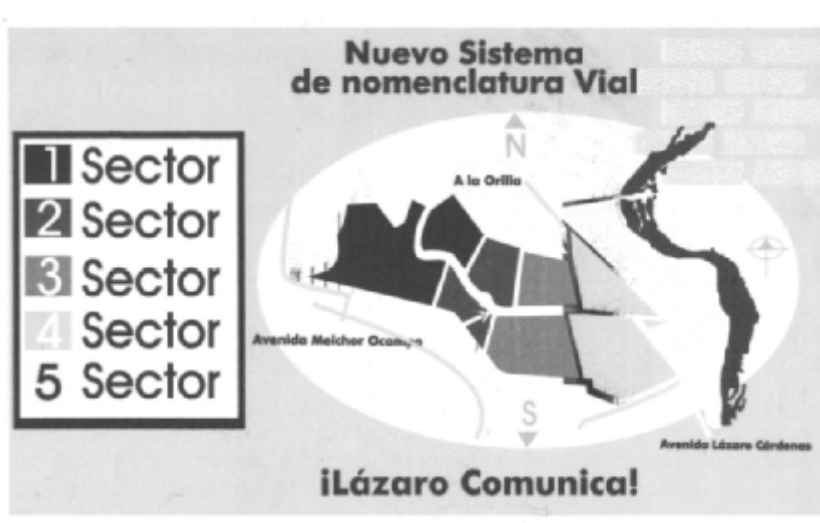 Nuevo Sistema
de nomenclatura Vial
1 Sector
2 Sector
3 Sector
4 Sector
5 Sector
N
A la Orilla
Avenida Melchor Ocampo
S
Avenida Lázaro Cárdenas
¡Lázaro Comunica!